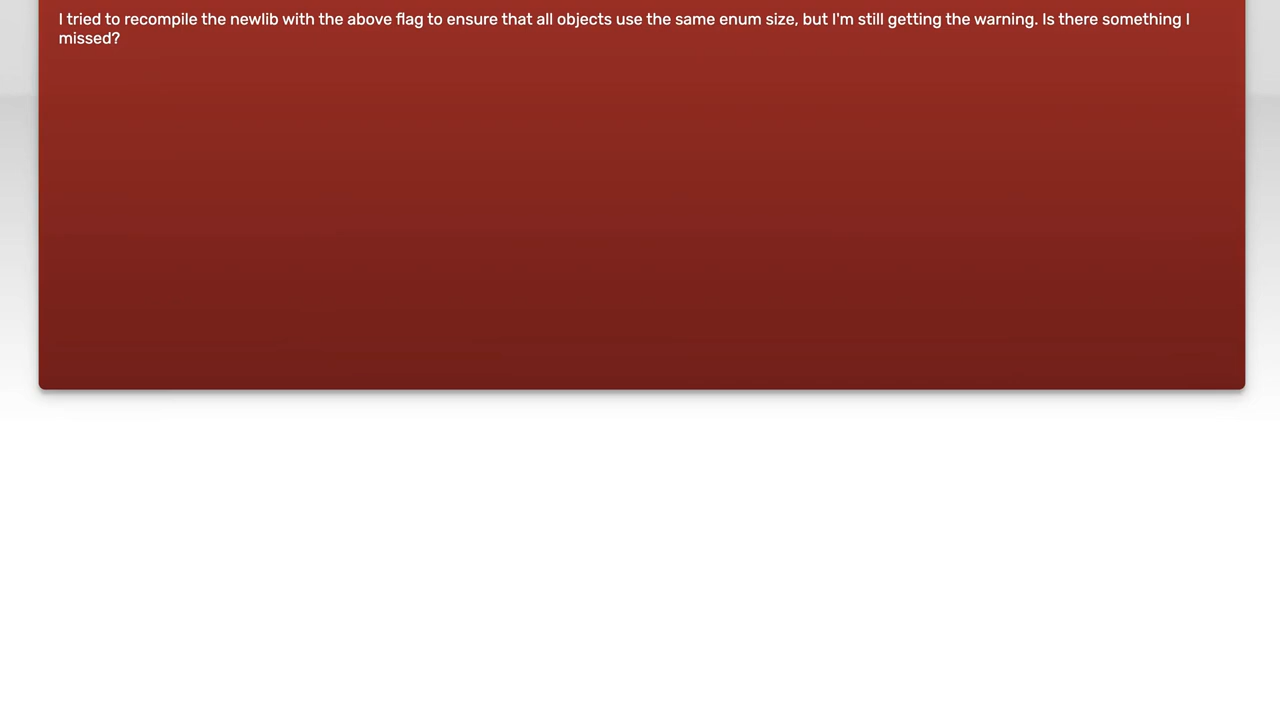 I tried to recompile the newlib with the above flag to ensure that all objects use the same enum size, but I'm still getting the warning. Is there something I
missed?